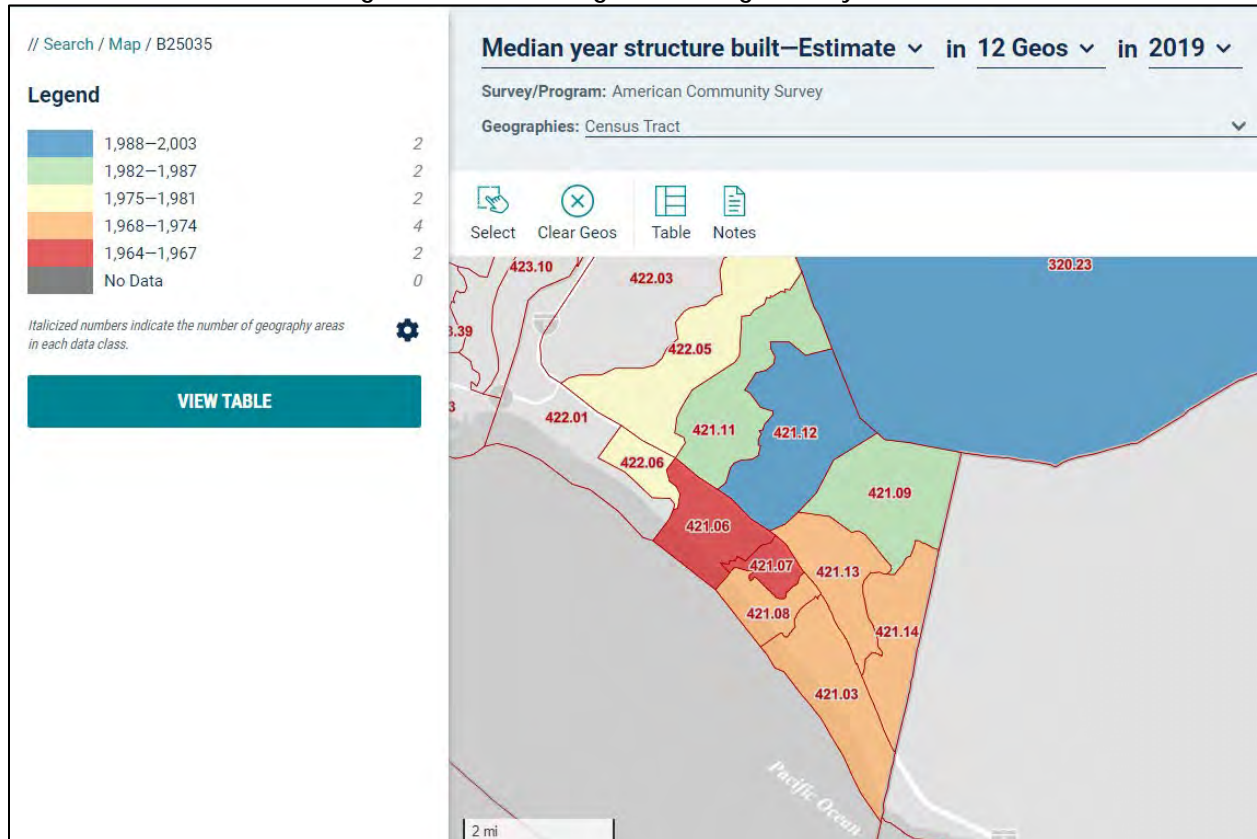 // Search / Map / B25035
Legend
1,988—2,003 2
1,982—1,987 2
1,975—1,981 2
1,968—1,974 4
1,964—1,967 2
No Data 0
Italicized numbers indicate the number of geography areas
in each data class.
VIEW TABLE
Median year structure built—Estimate in 12 Geos in 2019
Survey/Program: American Community Survey
Geographies: Census Tract
Select Clear Geos Table Notes
423.10
422.03
320.23
3.39
422.05
3
422.01
421.11
421.12
422.06
421.09
421.06
421.07
421.13
421.08
421.14
421.03
Pacific Ocean
2 mi